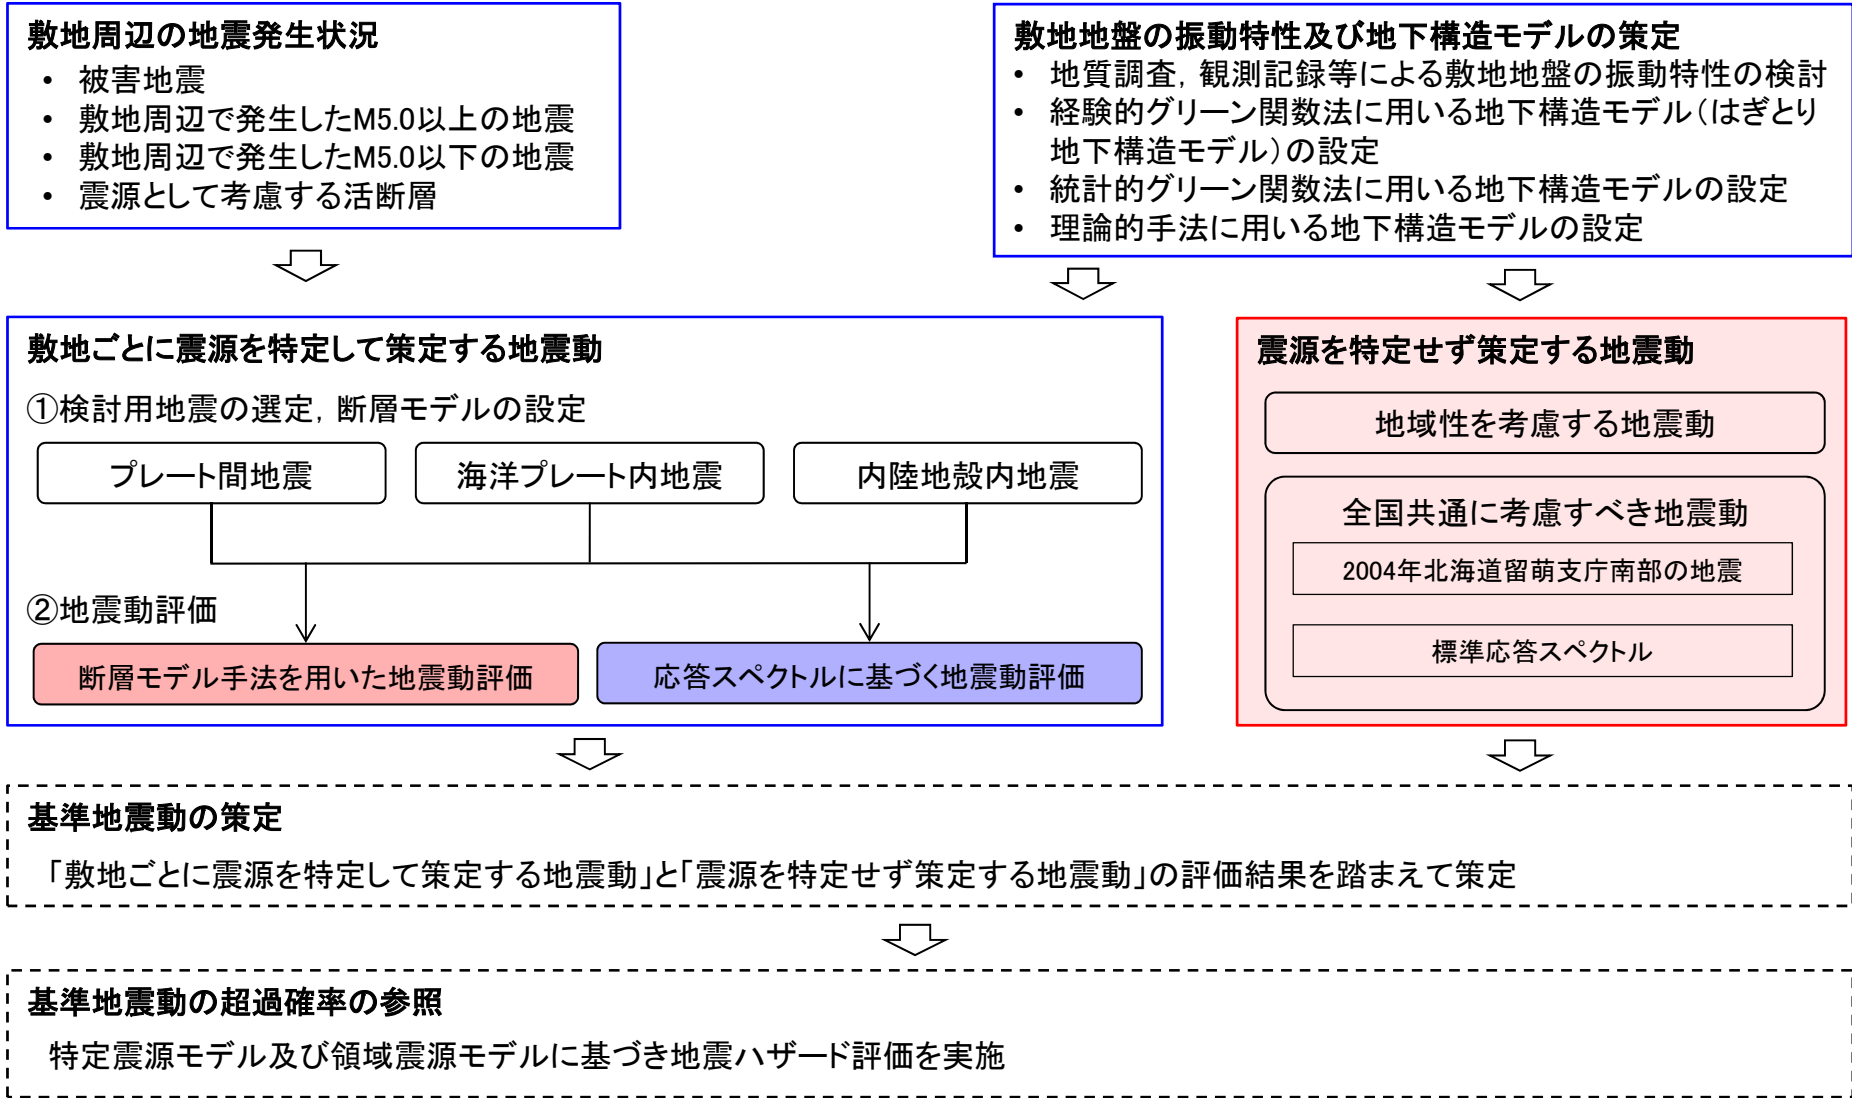 敷地周辺の地震発生状況
• 被害地震
• 敷地周辺で発生したM5.0以上の地震
• 敷地周辺で発生したM5.0以下の地震
• 震源として考慮する活断層
敷地地盤の振動特性及び地下構造モデルの策定
• 地質調査，観測記録等による敷地地盤の振動特性の検討
• 経験的グリーン関数法に用いる地下構造モデル（はぎとり
地下構造モデル）の設定
• 統計的グリーン関数法に用いる地下構造モデルの設定
• 理論的手法に用いる地下構造モデルの設定
敷地ごとに震源を特定して策定する地震動
①検討用地震の選定，断層モデルの設定
プレート間地震
海洋プレート内地震
内陸地殻内地震
②地震動評価
断層モデル手法を用いた地震動評価
応答スペクトルに基づく地震動評価
震源を特定せず策定する地震動
地域性を考慮する地震動
全国共通に考慮すべき地震動
2004年北海道留萌支庁南部の地震
標準応答スペクトル
基準地震動の策定
「敷地ごとに震源を特定して策定する地震動」と「震源を特定せず策定する地震動」の評価結果を踏まえて策定
基準地震動の超過確率の参照
特定震源モデル及び領域震源モデルに基づき地震ハザード評価を実施